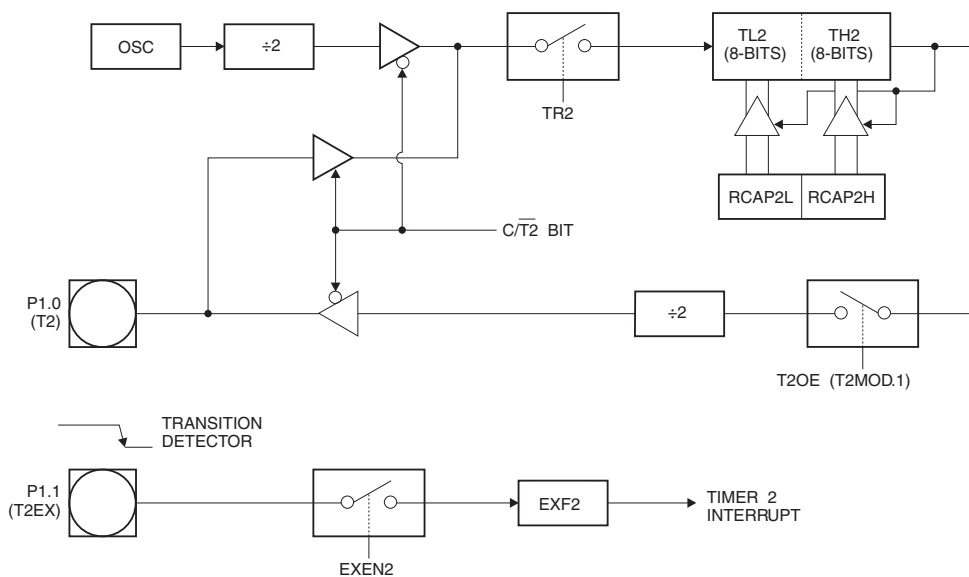 OSC
÷2
TR2
TL2
(8-BITS)
TH2
(8-BITS)
RCAP2L
RCAP2H
C/T̅2̅ BIT
P1.0
(T2)
÷2
T2OE (T2MOD.1)
TRANSITION
DETECTOR
P1.1
(T2EX)
EXEN2
EXF2
TIMER 2
INTERRUPT